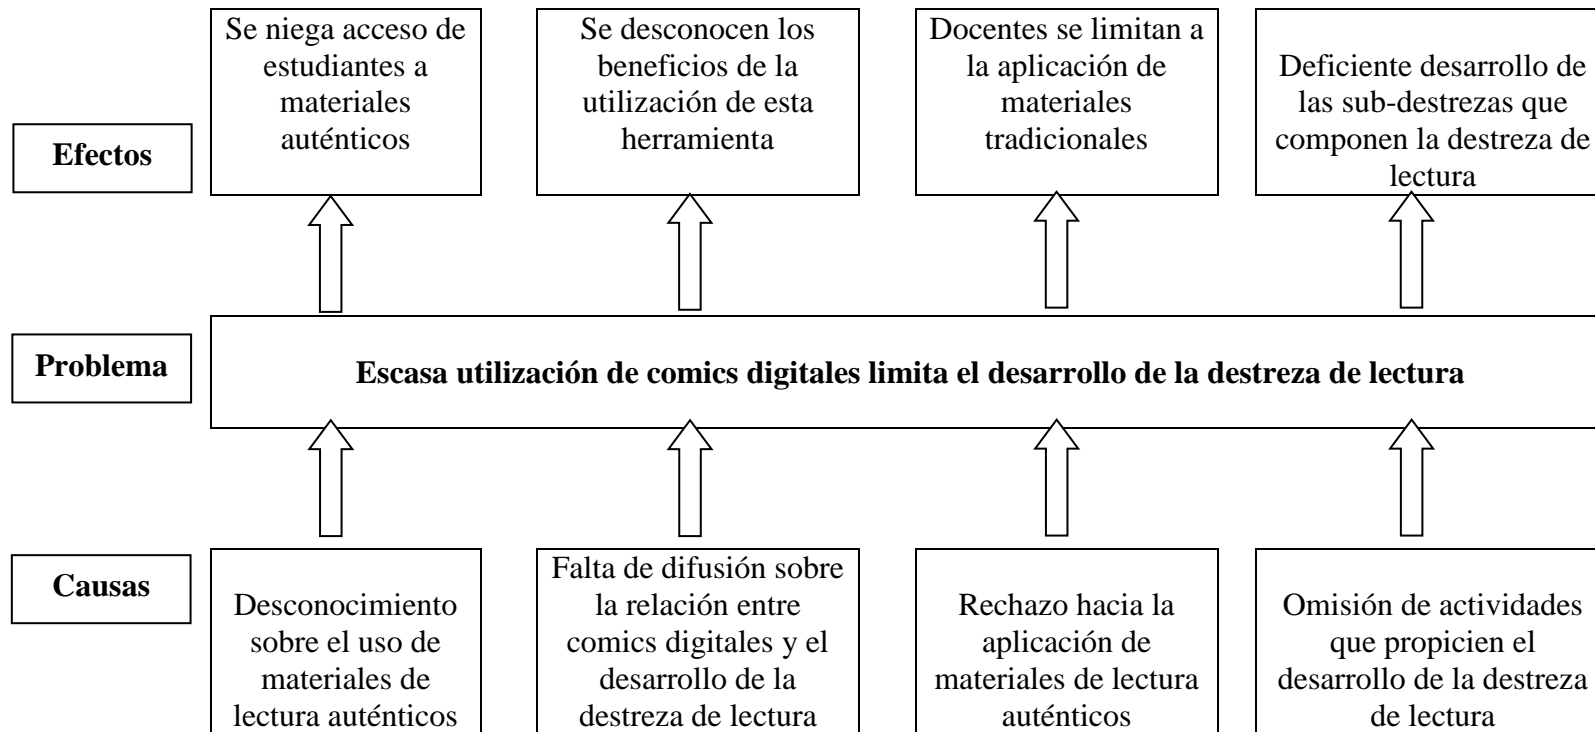 Se niega acceso de
estudiantes a
materiales
auténticos
Se desconocen los
beneficios de la
utilización de esta
herramienta
Docentes se limitan a
la aplicación de
materiales
tradicionales
Deficiente desarrollo de
las sub-destrezas que
componen la destreza de
lectura
Efectos
Problema
Escasa utilización de comics digitales limita el desarrollo de la destreza de lectura
Causas
Desconocimiento
sobre el uso de
materiales de
lectura auténticos
Falta de difusión sobre
la relación entre
comics digitales y el
desarrollo de la
destreza de lectura
Rechazo hacia la
aplicación de
materiales de lectura
auténticos
Omisión de actividades
que propicien el
desarrollo de la destreza
de lectura